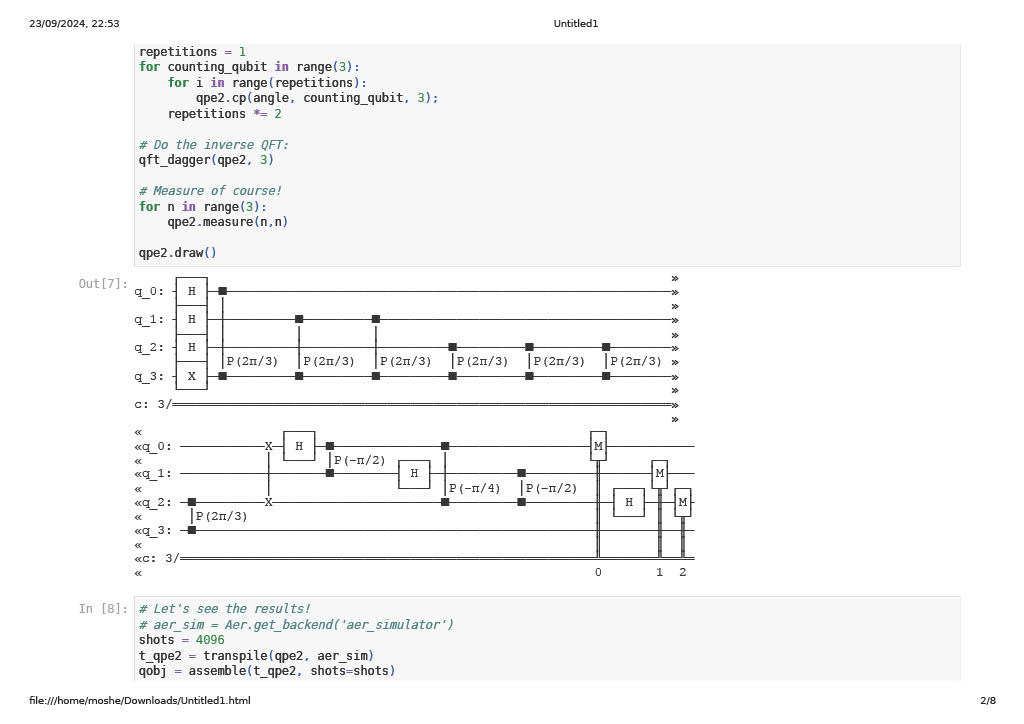 23/09/2024, 22:53 Untitled1
repetitions = 1
for counting_qubit in range(3):
    for i in range(repetitions):
        qpe2.cp(angle, counting_qubit, 3);
    repetitions *= 2
# Do the inverse QFT:
qft_dagger(qpe2, 3)
# Measure of course!
for n in range(3):
    qpe2.measure(n,n)
qpe2.draw()
Out[7]:
»
q_0: H »
»
q_1: H »
»
q_2: H »
P(2π/3) P(2π/3) P(2π/3) P(2π/3) P(2π/3) P(2π/3) »
q_3: X »
»
c: 3/ »
»
«
«q_0: X H M
« P(-π/2)
«q_1: H M
« P(-π/4) P(-π/2)
«q_2: X H M
« P(2π/3)
«q_3:
«
«c: 3/
« 0 1 2
In [8]: # Let's see the results!
# aer_sim = Aer.get_backend('aer_simulator')
shots = 4096
t_qpe2 = transpile(qpe2, aer_sim)
qobj = assemble(t_qpe2, shots=shots)
file:///home/moshe/Downloads/Untitled1.html 2/8